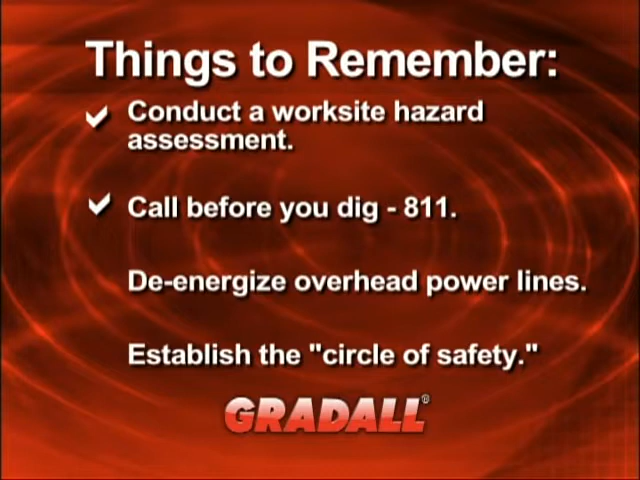 Things to Remember:
Conduct a worksite hazard
assessment.
Call before you dig - 811.
De-energize overhead power lines.
Establish the "circle of safety."
GRADALL®